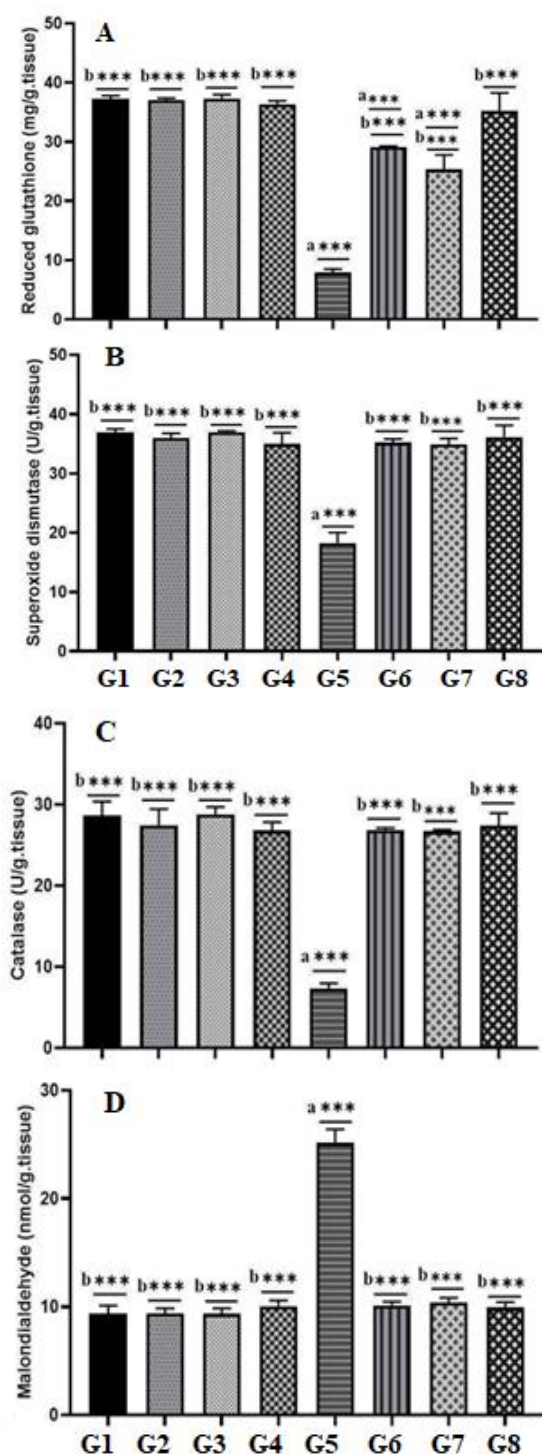 A
Reduced glutathione (mg/g.tissue)
50
40
30
20
10
0
b*** b*** b*** b*** a*** a*** a*** b***
b*** b***
B
Superoxide dismutase (U/g.tissue)
50
40
30
20
10
0
b*** b*** b*** b*** a*** b*** b*** b***
G1 G2 G3 G4 G5 G6 G7 G8
C
Catalase (U/g.tissue)
40
30
20
10
0
b*** b*** b*** b*** a*** b*** b*** b***
D
Malondialdehyde (nmol/g.tissue)
30
20
10
0
b*** b*** b*** b*** a*** b*** b*** b***
G1 G2 G3 G4 G5 G6 G7 G8